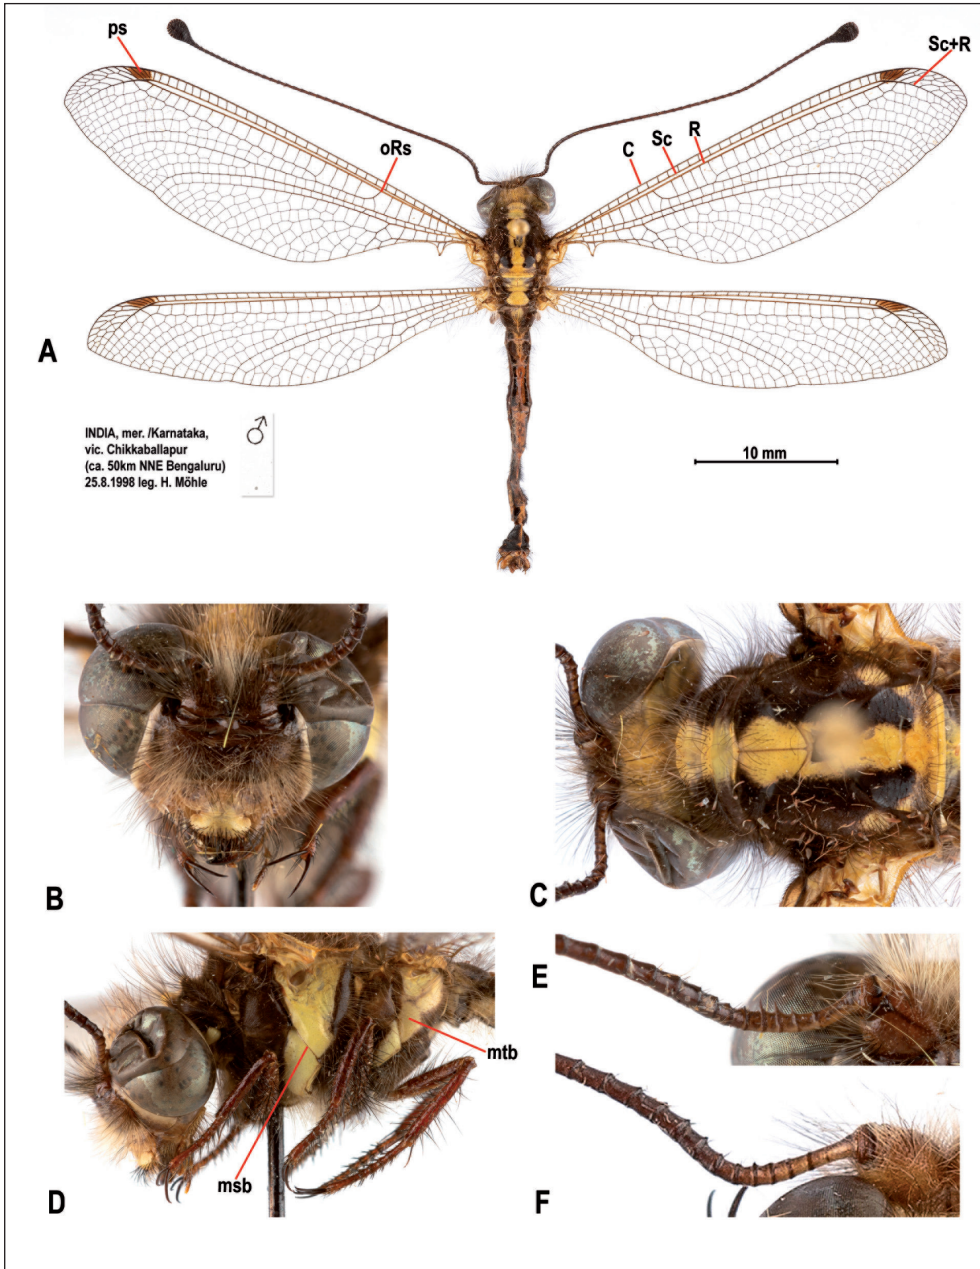 ps
Sc+R
oRs
C
Sc
R
A
INDIA, mer. /Karnataka,
vic. Chikkaballapur
(ca. 50km NNE Bengaluru)
25.8.1998 leg. H. Möhle
♂
10 mm
B
C
D
msb
mtb
E
F